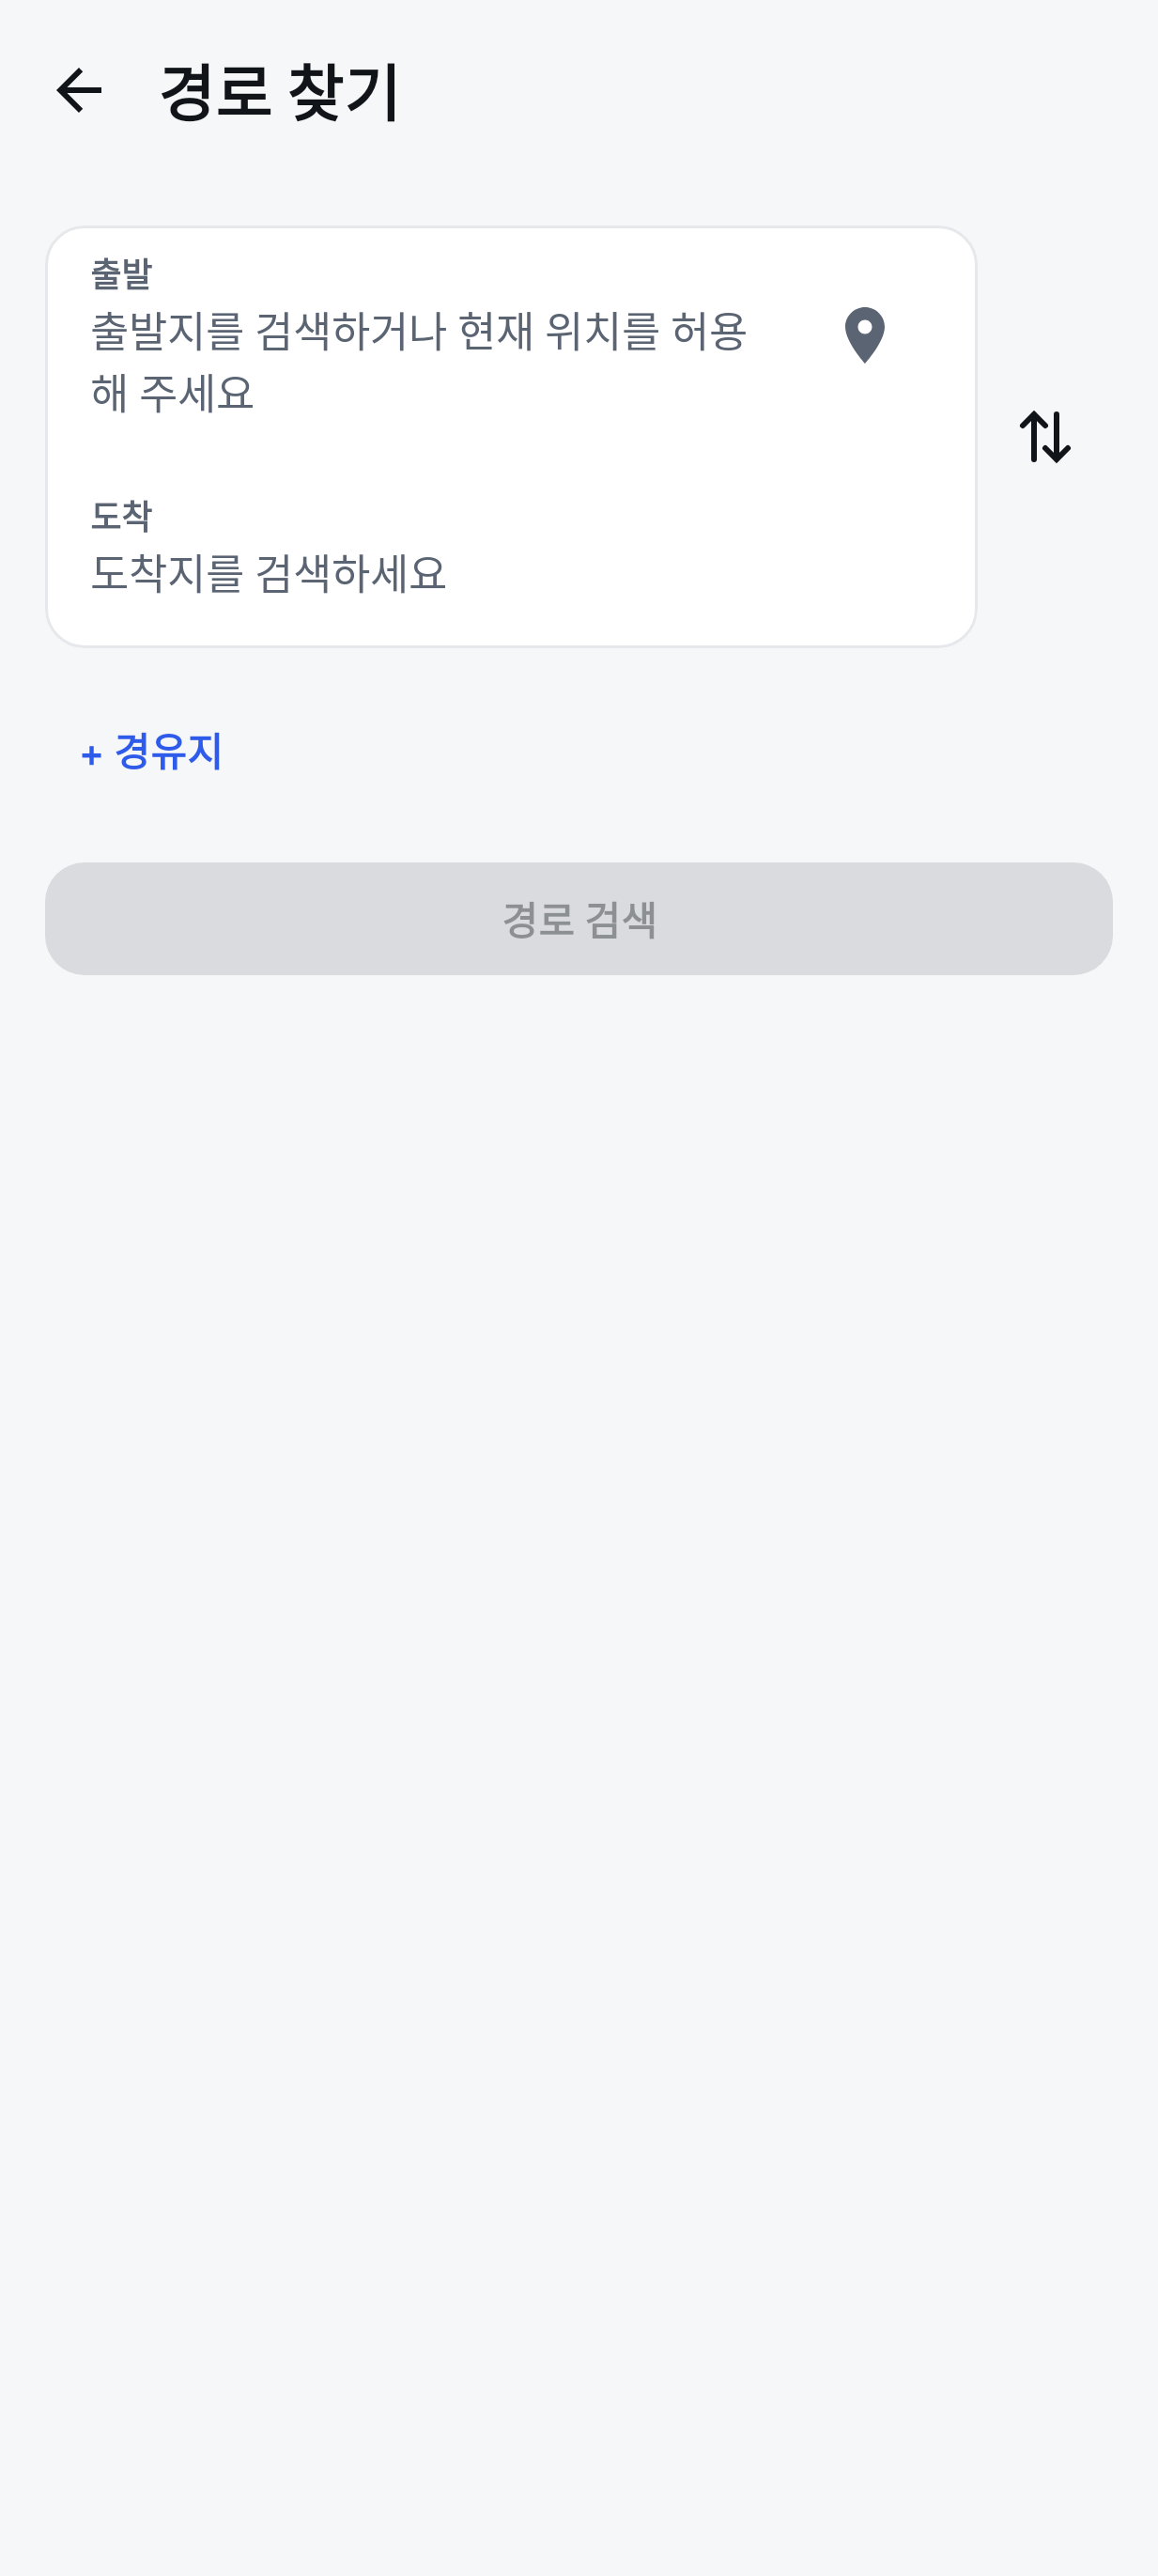 경로 찾기
출발
출발지를 검색하거나 현재 위치를 허용
해 주세요
도착
도착지를 검색하세요
+ 경유지
경로 검색